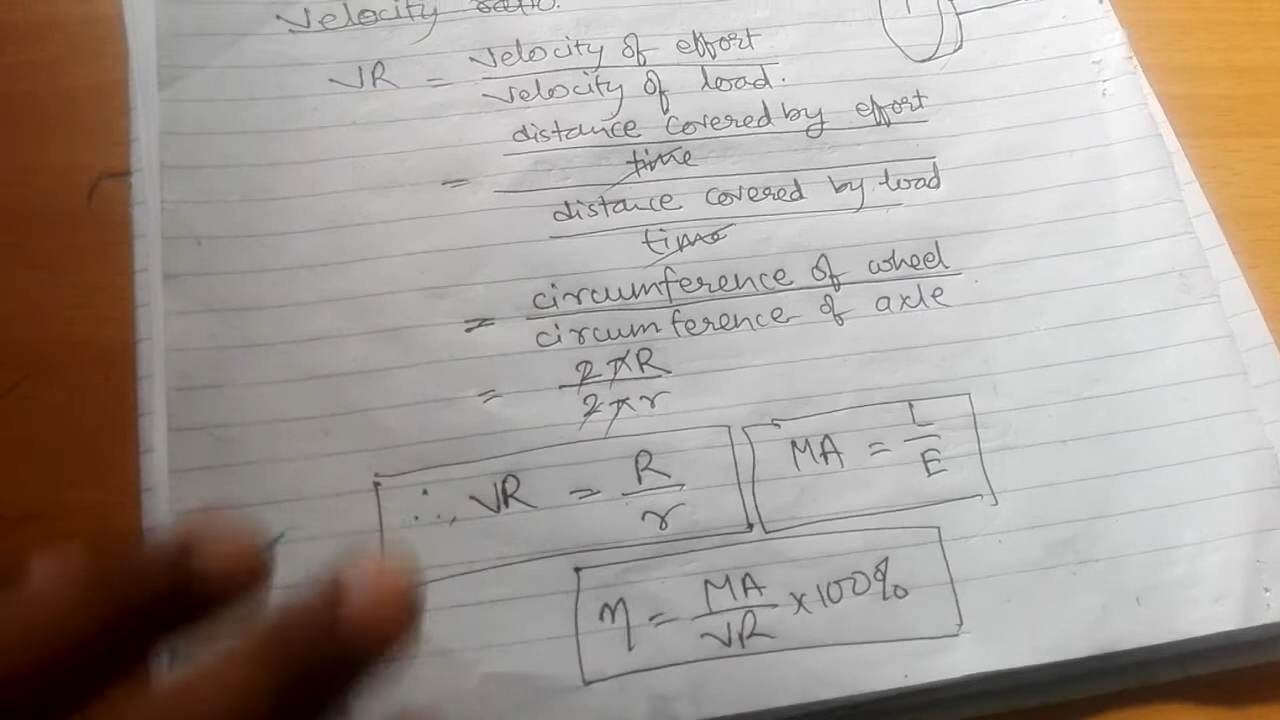 Velocity ratio.
VR = velocity of effort / velocity of load.
= distance covered by effort / time / distance covered by load / time
= circumference of wheel / circumference of axle
= 2πR / 2πr
∴, VR = R / r
MA = L / E
η = MA / VR × 100%